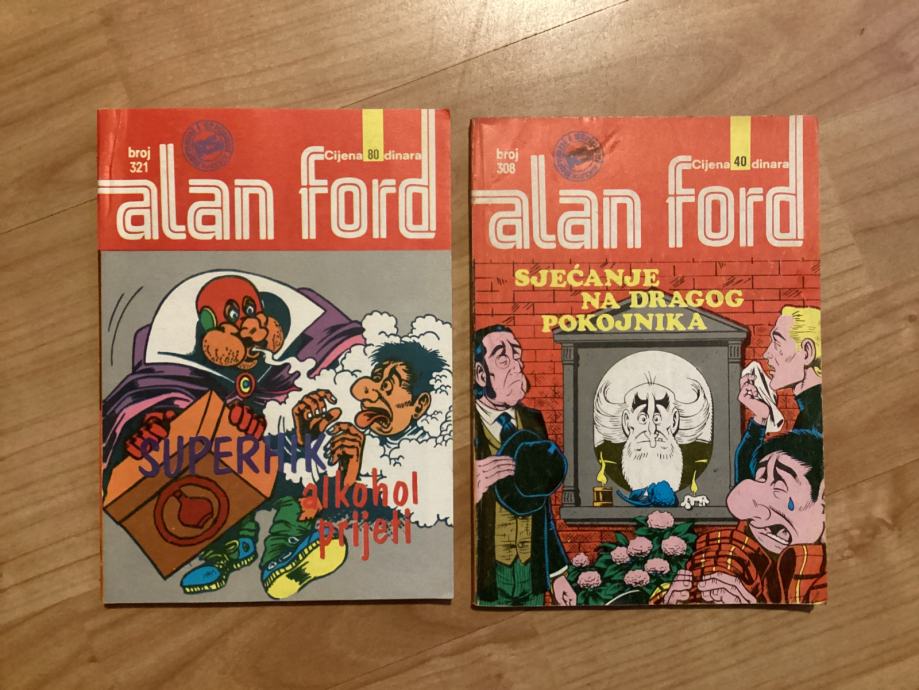 broj
321
Cijena 80 dinara
alan ford
SUPERHIK
alkohol
prijeti
broj
308
Cijena 40 dinara
alan ford
SJEĆANJE
NA DRAGOG
POKOJNIKA